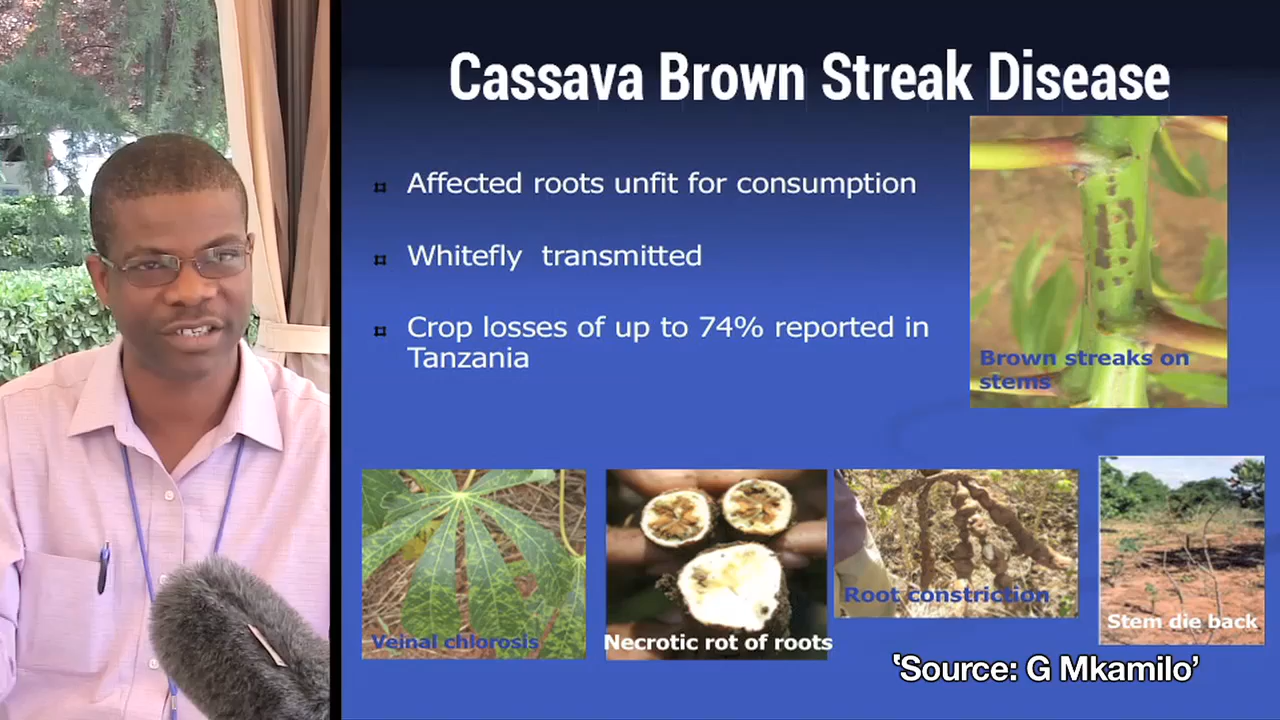 Cassava Brown Streak Disease
Affected roots unfit for consumption
Whitefly transmitted
Crop losses of up to 74% reported in
Tanzania
Brown streaks on
stems
Veinal chlorosis
Necrotic rot of roots
Root constriction
Stem die back
‘Source: G Mkamilo’